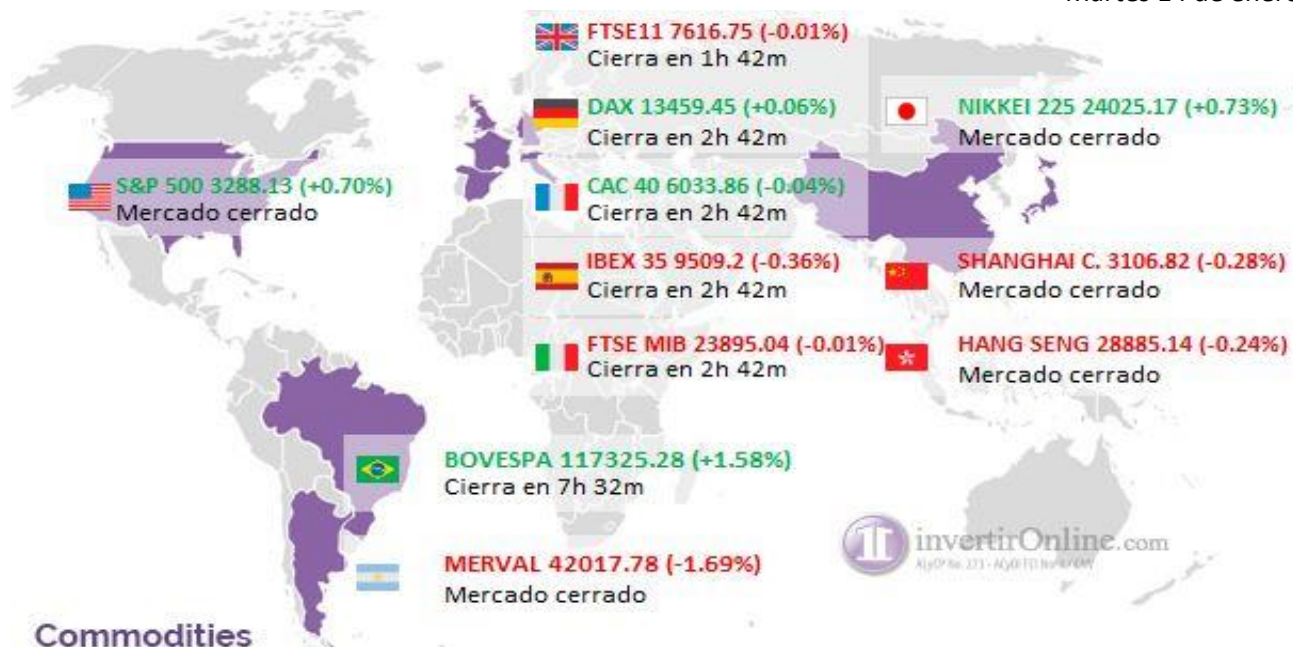 FTSE11 7616.75 (-0.01%)
Cierra en 1h 42m
DAX 13459.45 (+0.06%)
Cierra en 2h 42m
NIKKEI 225 24025.17 (+0.73%)
Mercado cerrado
S&P 500 3288.13 (+0.70%)
Mercado cerrado
CAC 40 6033.86 (-0.04%)
Cierra en 2h 42m
IBEX 35 9509.2 (-0.36%)
Cierra en 2h 42m
SHANGHAI C. 3106.82 (-0.28%)
Mercado cerrado
FTSE MIB 23895.04 (-0.01%)
Cierra en 2h 42m
HANG SENG 28885.14 (-0.24%)
Mercado cerrado
BOVESPA 117325.28 (+1.58%)
Cierra en 7h 32m
invertirOnline.com
MERVAL 42017.78 (-1.69%)
Mercado cerrado
Commodities